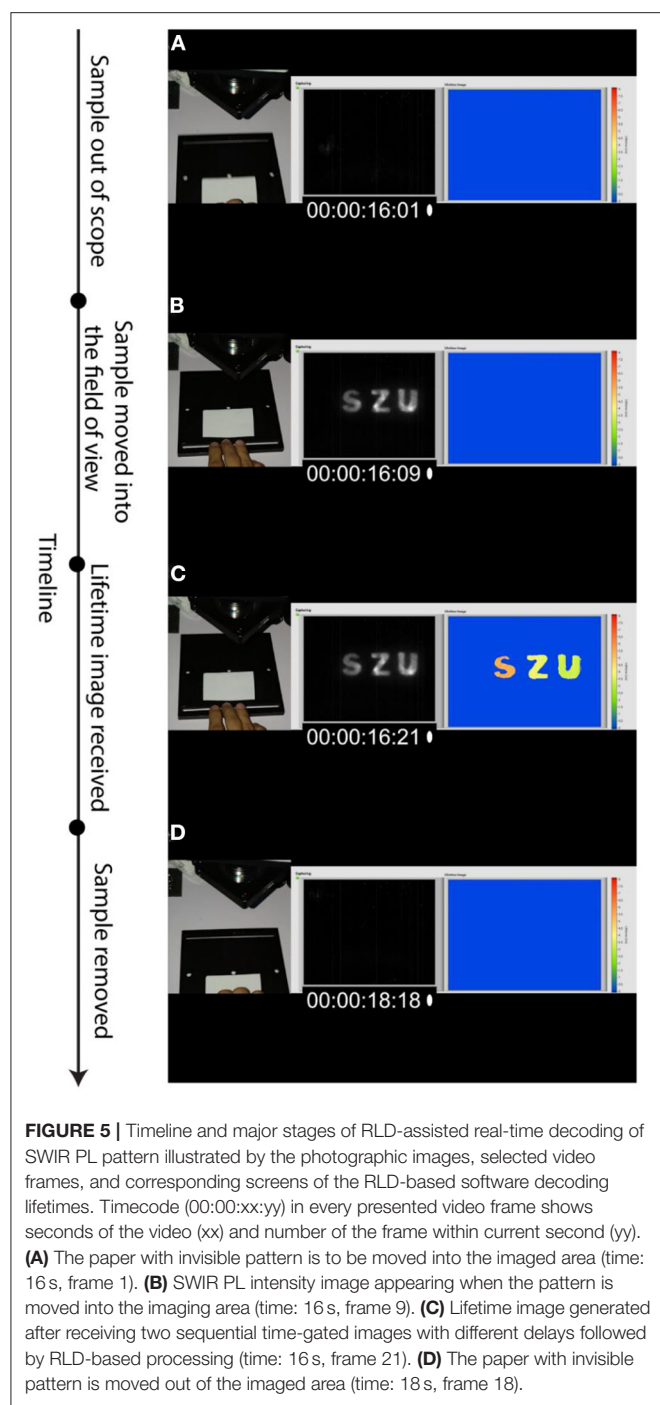 Timeline
Sample out of scope
Sample moved into
the field of view
Lifetime image received
Sample removed
A
00:00:16:01
B
SZU
00:00:16:09
C
SZU
SZU
00:00:16:21
D
00:00:18:18
FIGURE 5 | Timeline and major stages of RLD-assisted real-time decoding of
SWIR PL pattern illustrated by the photographic images, selected video
frames, and corresponding screens of the RLD-based software decoding
lifetimes. Timecode (00:00:xx:yy) in every presented video frame shows
seconds of the video (xx) and number of the frame within current second (yy).
(A) The paper with invisible pattern is to be moved into the imaged area (time:
16 s, frame 1). (B) SWIR PL intensity image appearing when the pattern is
moved into the imaging area (time: 16 s, frame 9). (C) Lifetime image generated
after receiving two sequential time-gated images with different delays followed
by RLD-based processing (time: 16 s, frame 21). (D) The paper with invisible
pattern is moved out of the imaged area (time: 18 s, frame 18).